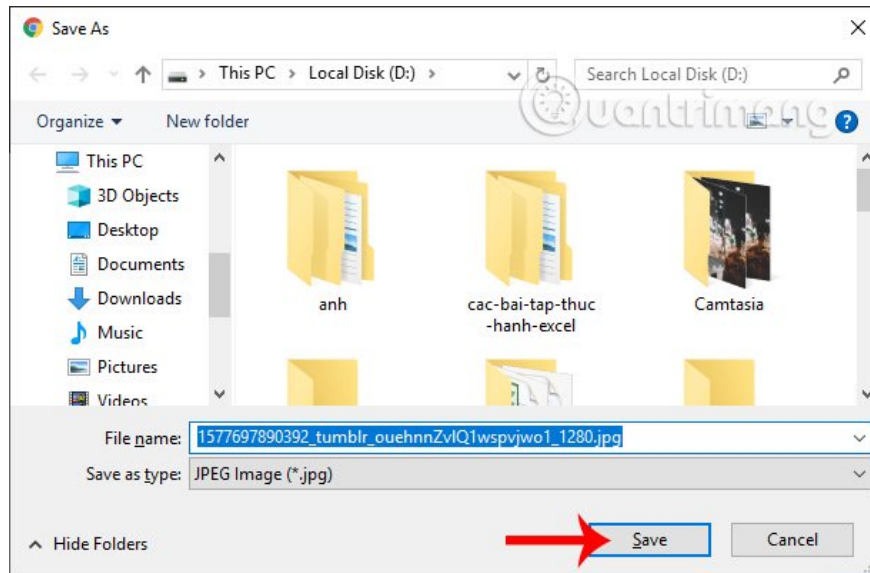 Save As
This PC > Local Disk (D:) >
Search Local Disk (D:)
Quantrimang
Organize
New folder
?
This PC
3D Objects
Desktop
Documents
Downloads
Music
Pictures
Videos
anh
cac-bai-tap-thuc
-hanh-excel
Camtasia
File name:
1577697890392_tumblr_ouehnnZvlQ1wspvjwo1_1280.jpg
Save as type:
JPEG Image (*.jpg)
Hide Folders
Save
Cancel